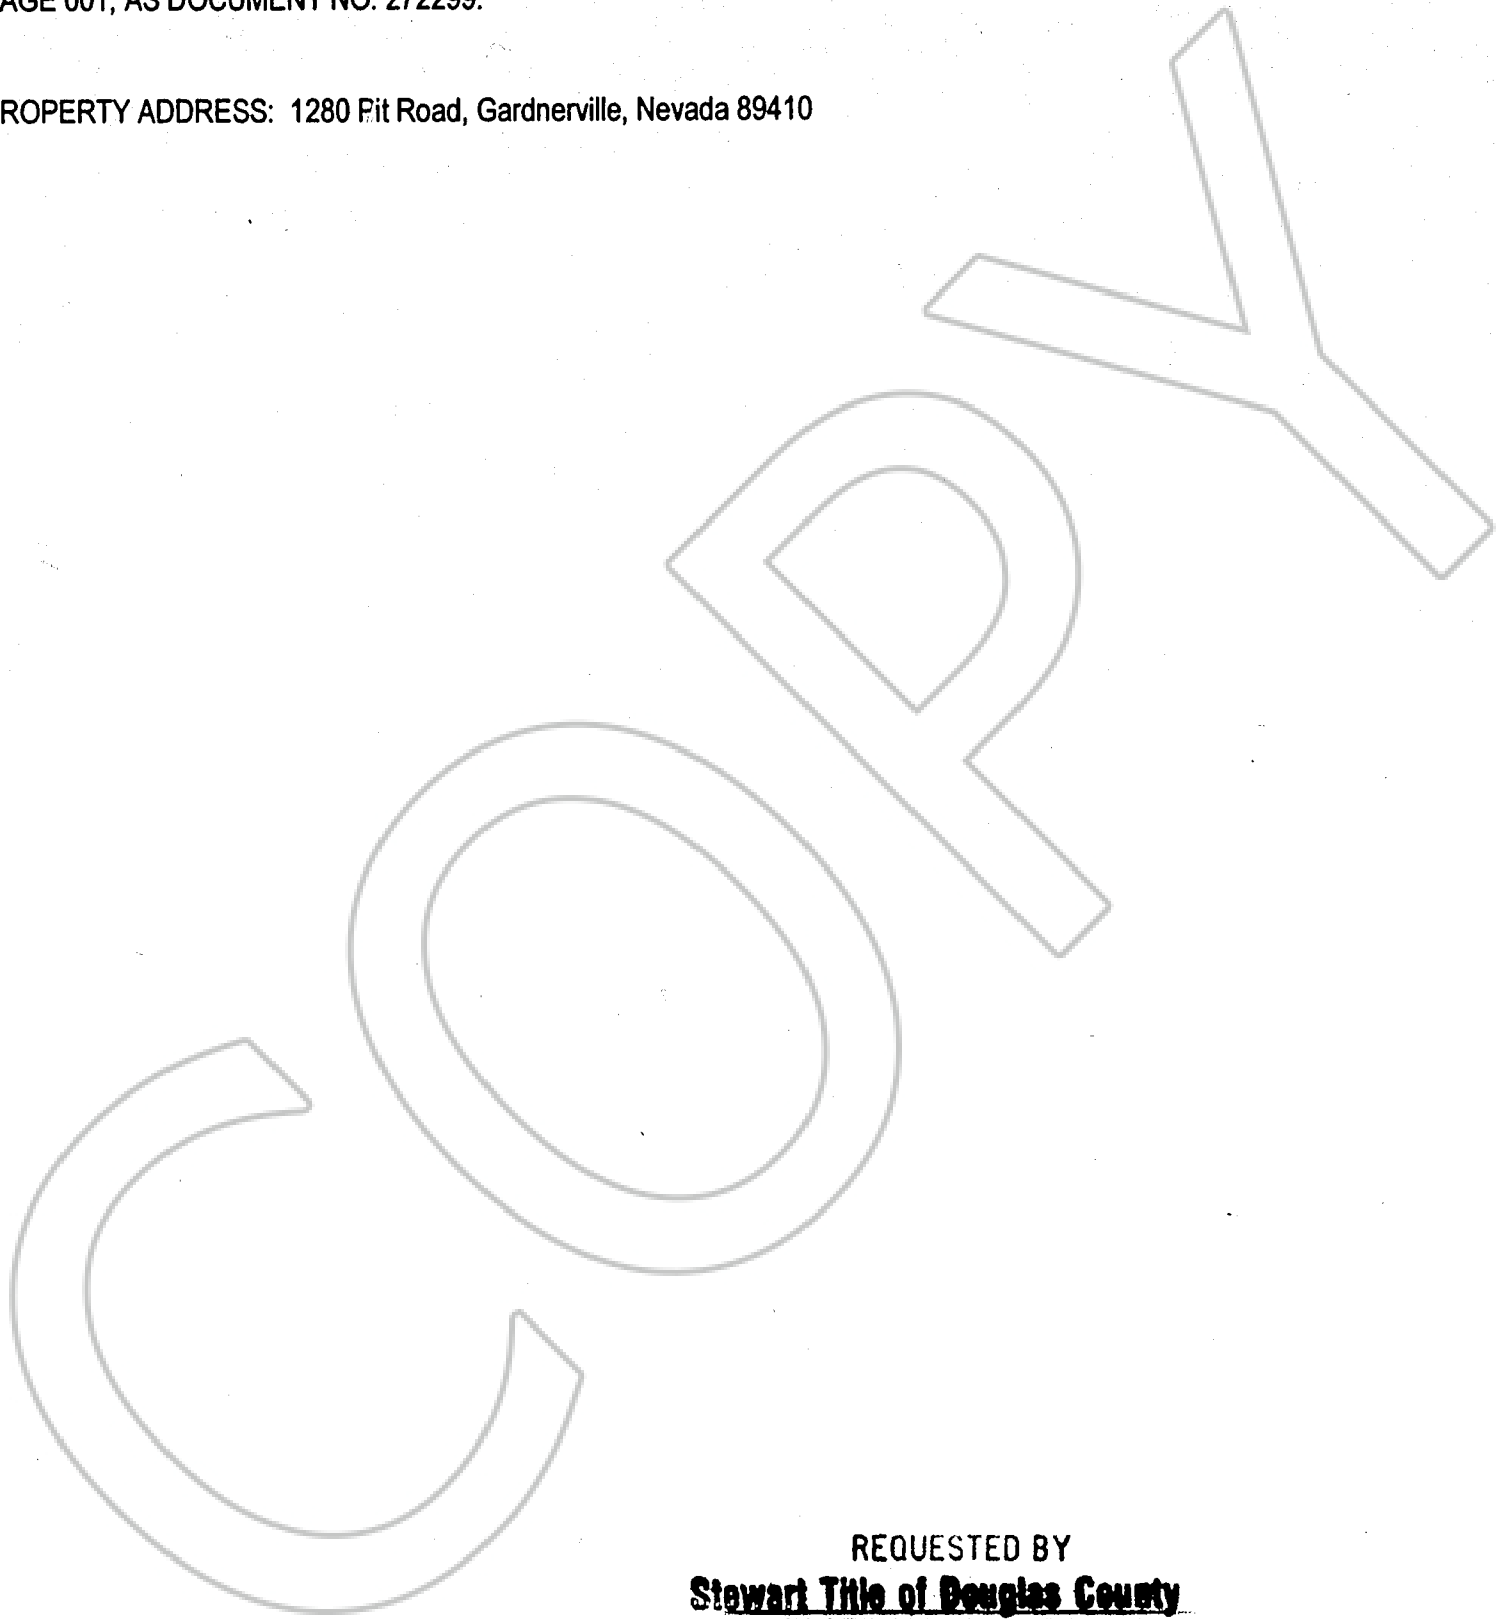 AGE 001, AS DOCUMENT NO. 272299.
ROPERTY ADDRESS: 1280 Pit Road, Gardnerville, Nevada 89410
COPY
REQUESTED BY
Stewart Title of Douglas County